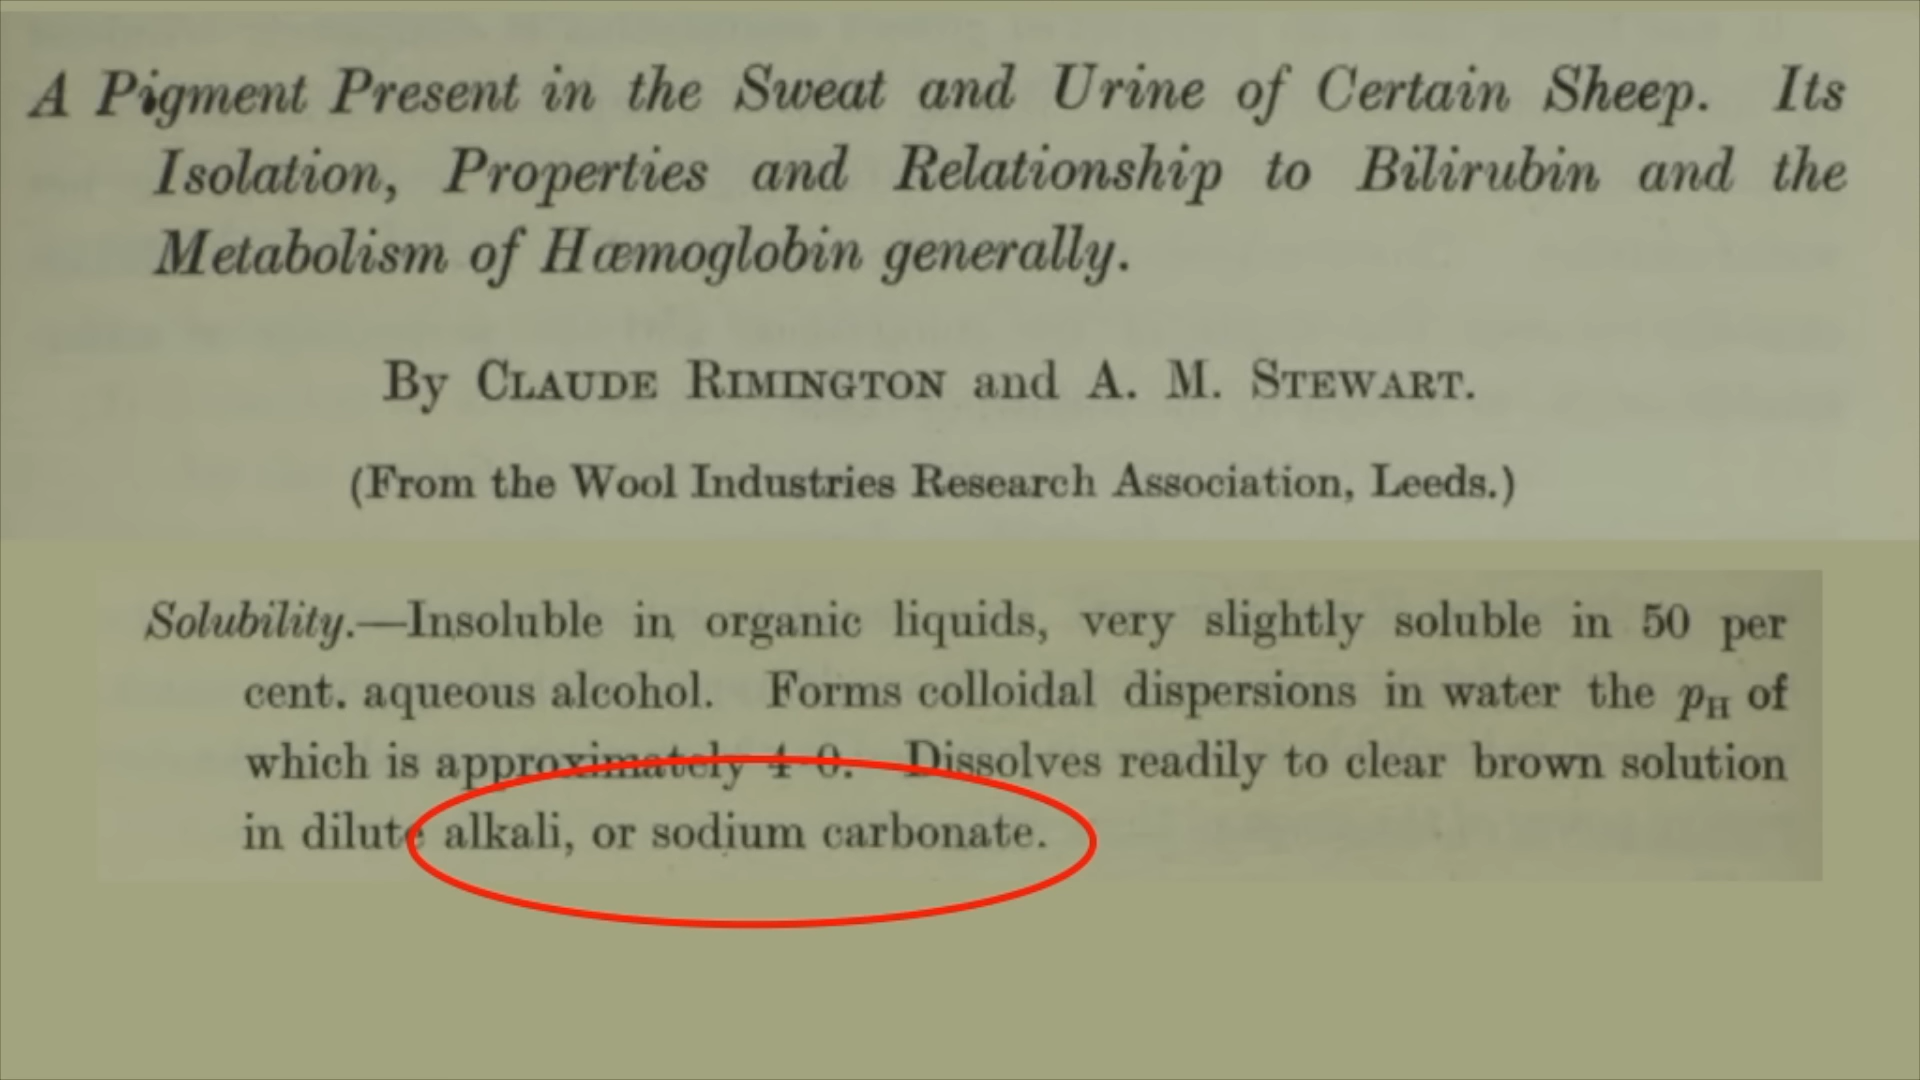 A Pigment Present in the Sweat and Urine of Certain Sheep. Its
Isolation, Properties and Relationship to Bilirubin and the
Metabolism of Hæmoglobin generally.
By CLAUDE RIMINGTON and A. M. STEWART.
(From the Wool Industries Research Association, Leeds.)
Solubility.—Insoluble in organic liquids, very slightly soluble in 50 per
cent. aqueous alcohol. Forms colloidal dispersions in water the pH of
which is approximately 4·0. Dissolves readily to clear brown solution
in dilute alkali, or sodium carbonate.